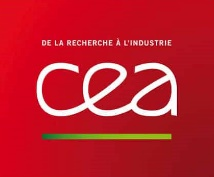 DE LA RECHERCHE À L'INDUSTRIE
cea